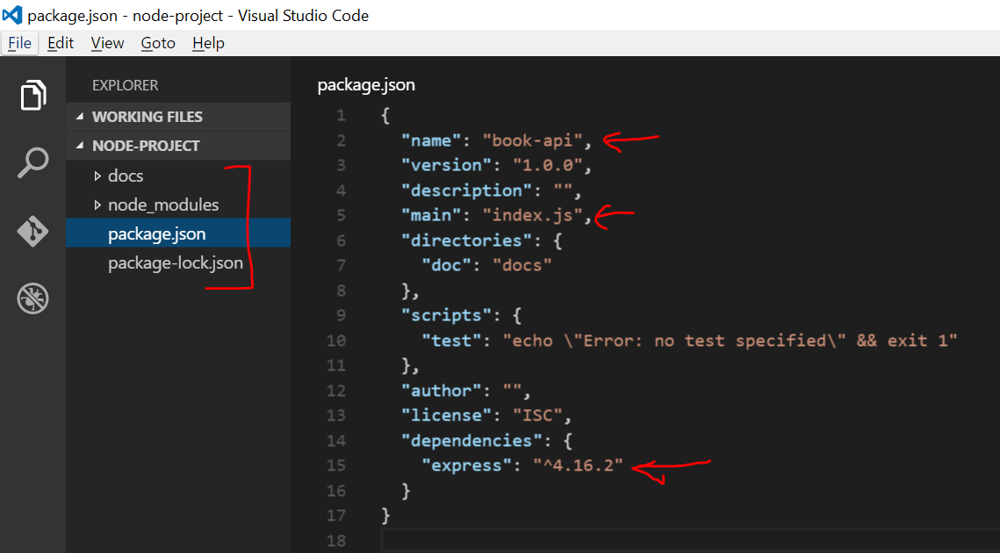 package.json - node-project - Visual Studio Code
File Edit View Goto Help
EXPLORER
WORKING FILES
NODE-PROJECT
docs
node_modules
package.json
package-lock.json
package.json
1 {
2 "name": "book-api",
3 "version": "1.0.0",
4 "description": "",
5 "main": "index.js",
6 "directories": {
7 "doc": "docs"
8 },
9 "scripts": {
10 "test": "echo \"Error: no test specified\" && exit 1"
11 },
12 "author": "",
13 "license": "ISC",
14 "dependencies": {
15 "express": "^4.16.2"
16 }
17 }
18